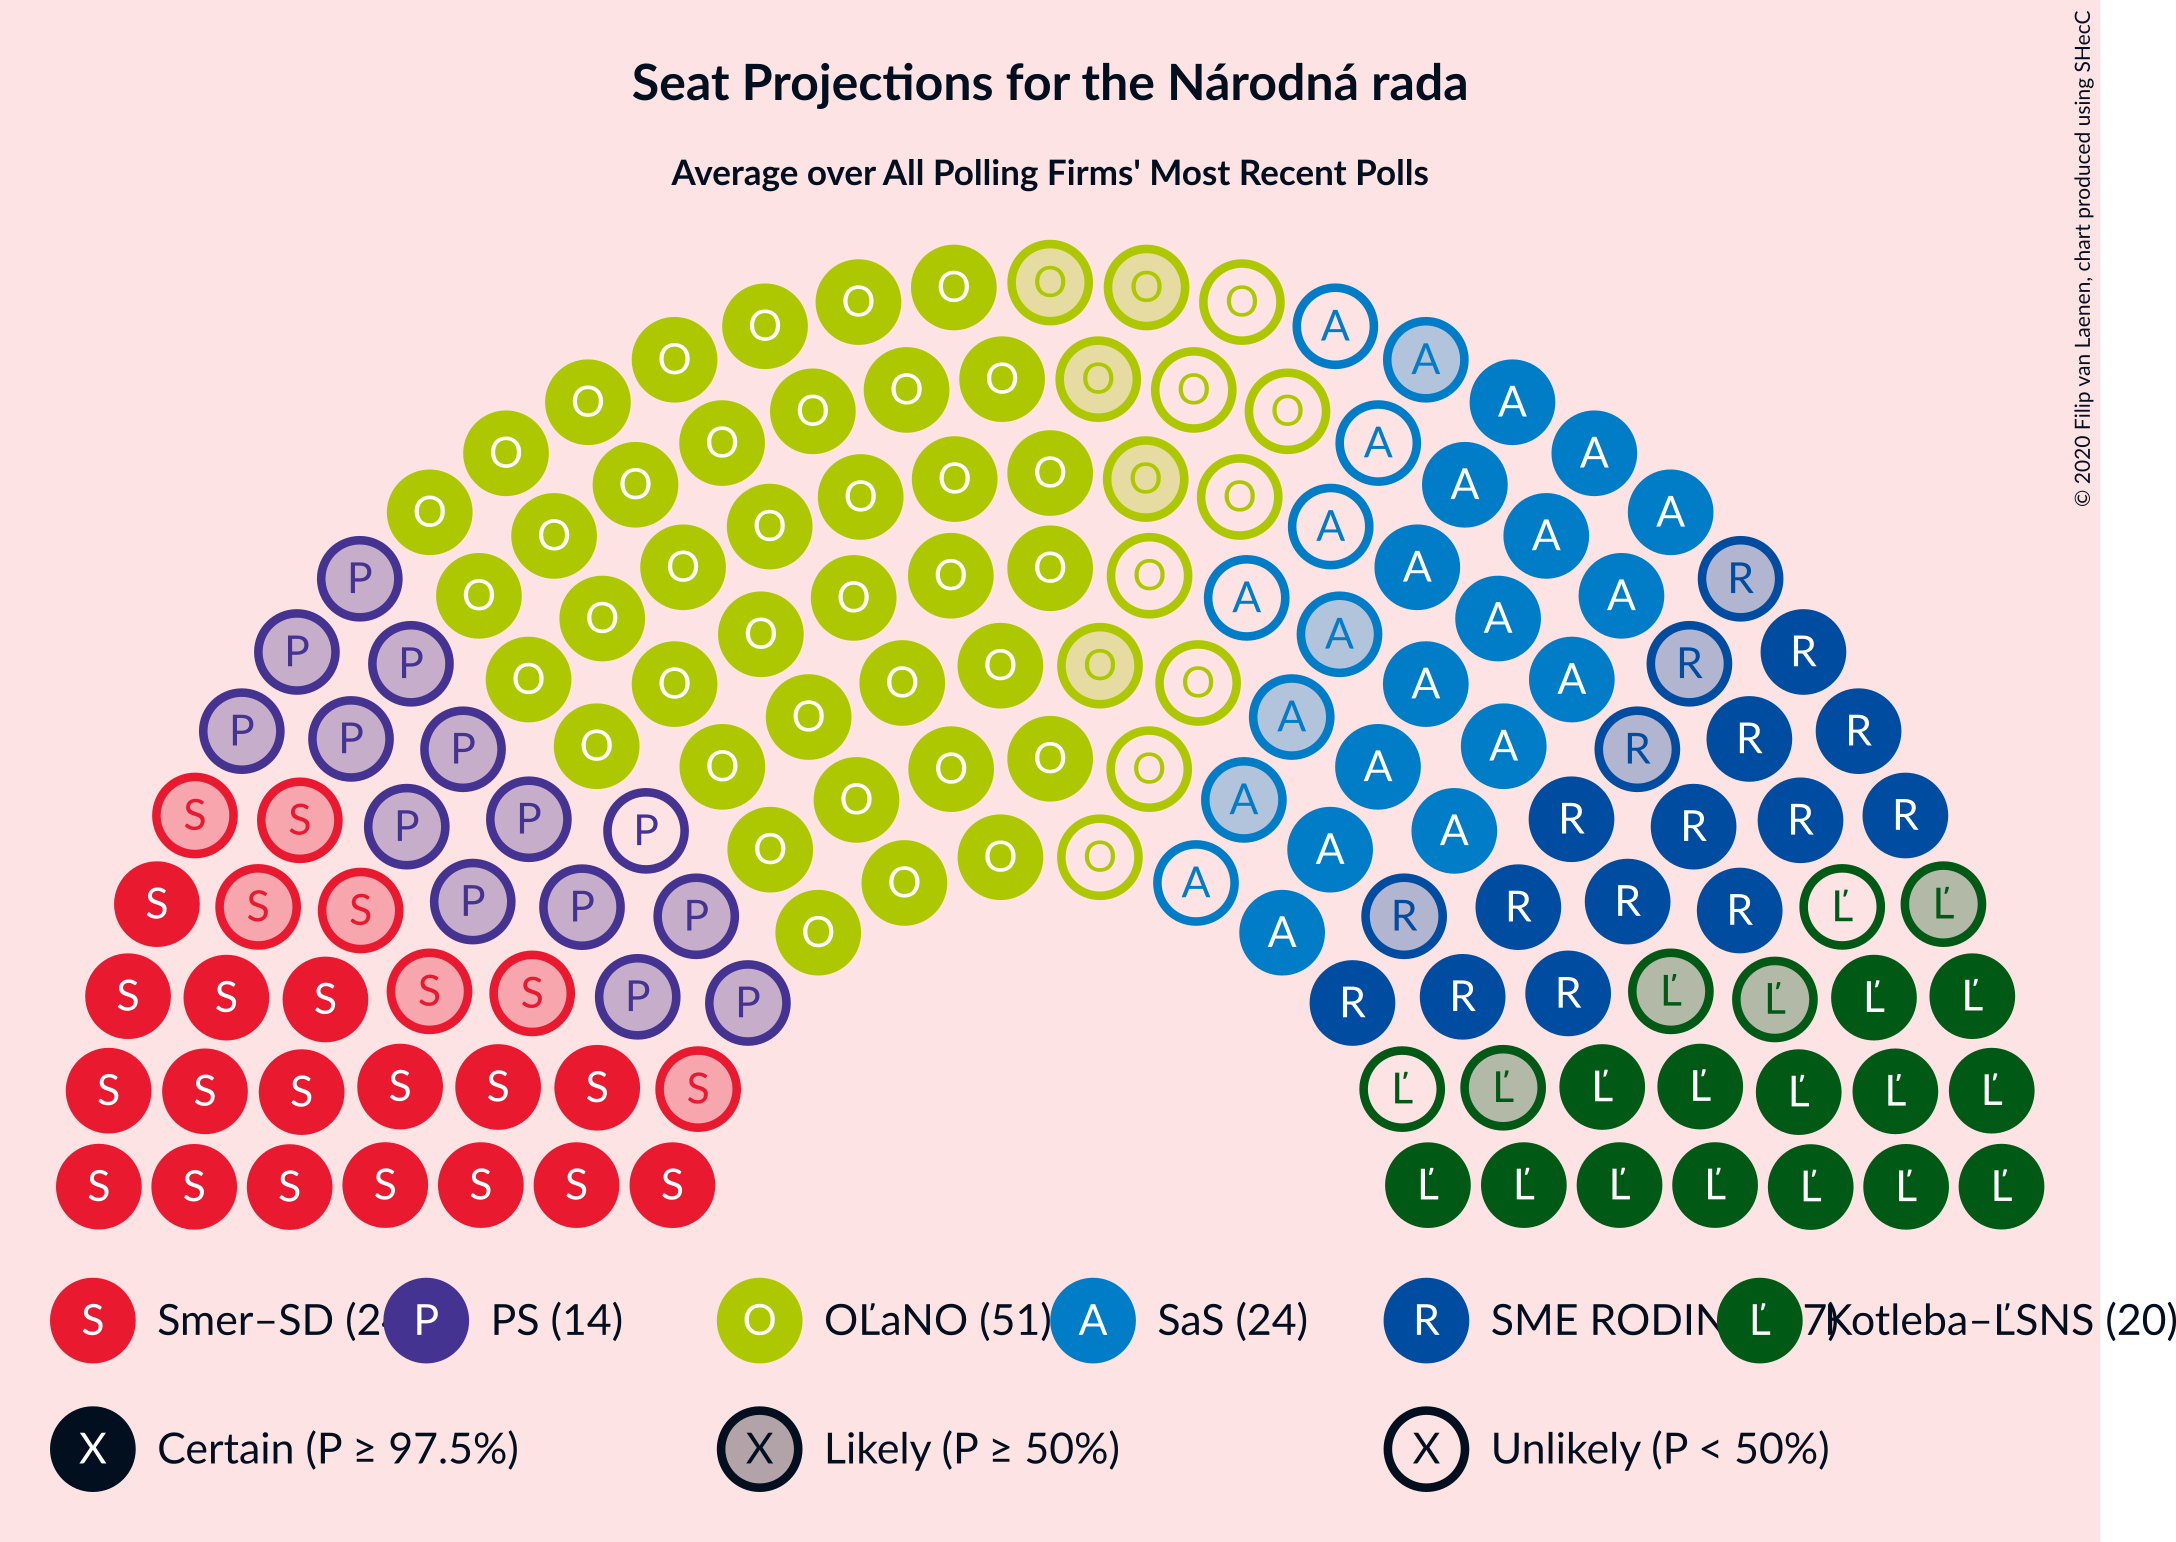 Seat Projections for the Národná rada
Average over All Polling Firms' Most Recent Polls
© 2020 Filip van Laenen, chart produced using SHecC
S Smer–SD P PS (14) O OĽaNO (51) A SaS (24) R SME Ľ Kotleba–ĽSNS (20)
X Certain (P ≥ 97.5%) X Likely (P ≥ 50%) X Unlikely (P < 50%)